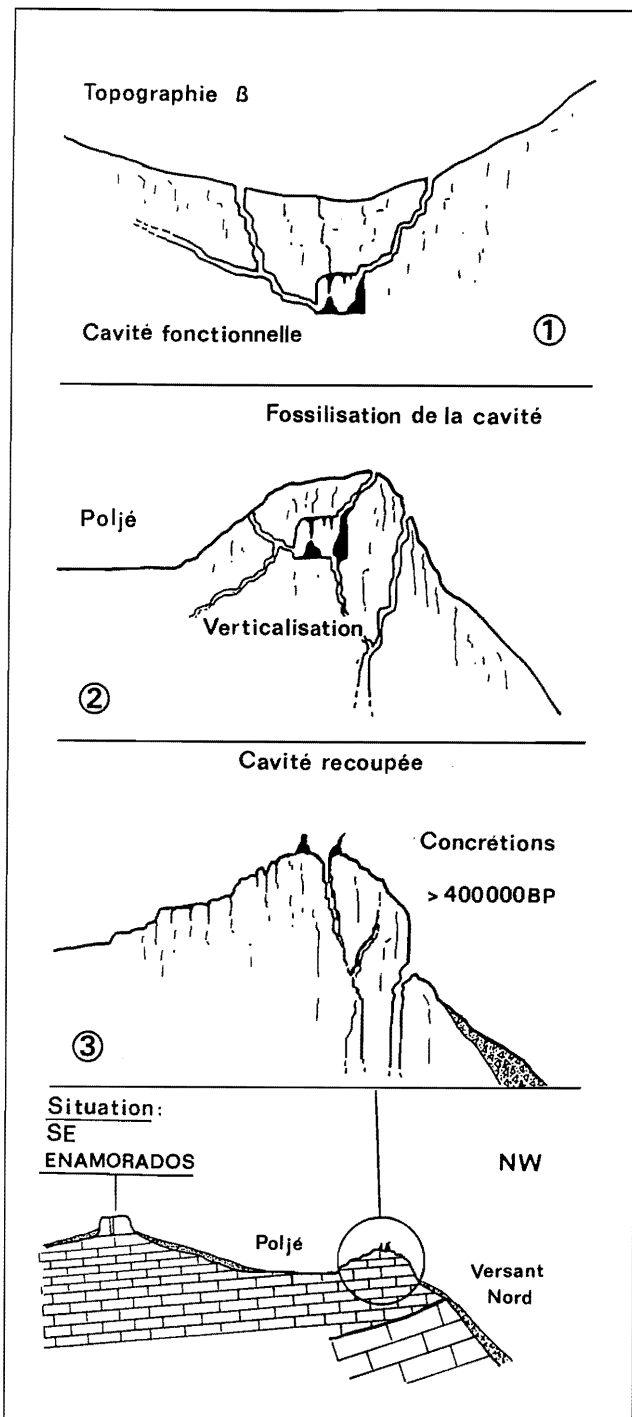 Topographie ß
Cavité fonctionnelle
①
Fossilisation de la cavité
Poljé
Verticalisation
②
Cavité recoupée
Concrétions
> 400000BP
③
Situation:
SE
ENAMORADOS
NW
Poljé
Versant
Nord